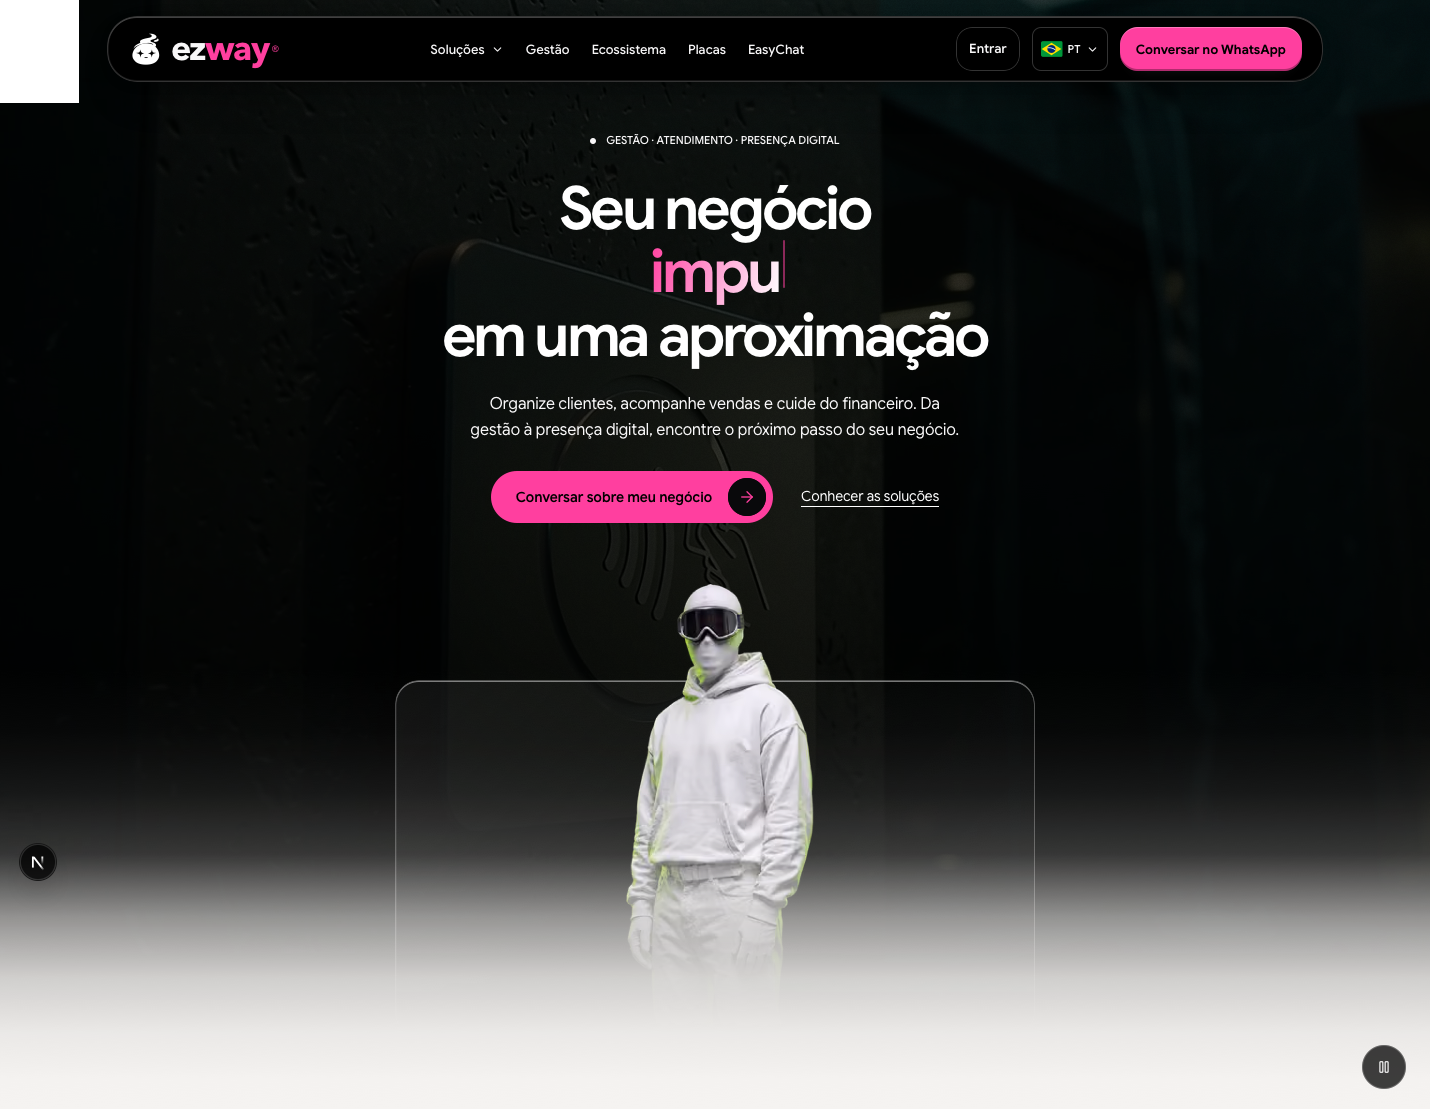 ezway®
Soluções
Gestão
Ecossistema
Placas
EasyChat
Entrar
PT
Conversar no WhatsApp
GESTÃO · ATENDIMENTO · PRESENÇA DIGITAL
Seu negócio
impu
em uma aproximação
Organize clientes, acompanhe vendas e cuide do financeiro. Da
gestão à presença digital, encontre o próximo passo do seu negócio.
Conversar sobre meu negócio
Conhecer as soluções
N